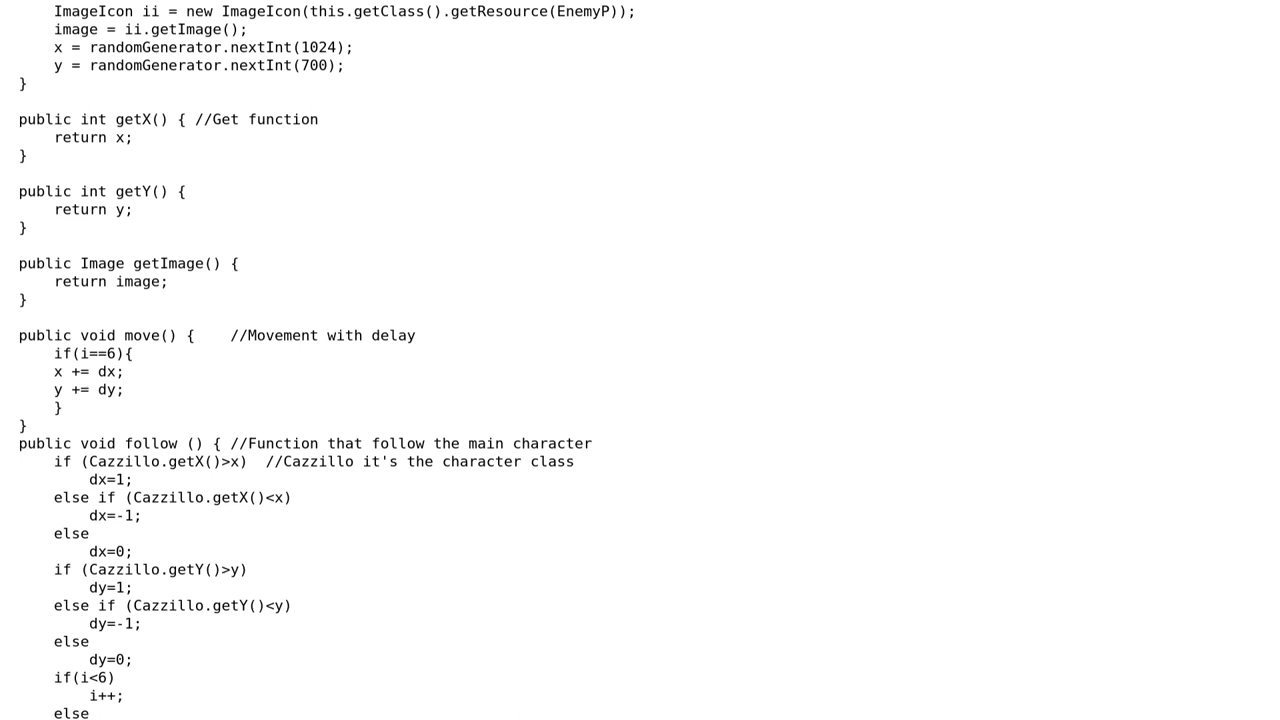 ImageIcon ii = new ImageIcon(this.getClass().getResource(EnemyP));
    image = ii.getImage();
    x = randomGenerator.nextInt(1024);
    y = randomGenerator.nextInt(700);
}

public int getX() { //Get function
    return x;
}

public int getY() {
    return y;
}

public Image getImage() {
    return image;
}

public void move() {    //Movement with delay
    if(i==6){
    x += dx;
    y += dy;
    }
}
public void follow () { //Function that follow the main character
    if (Cazzillo.getX()>x)  //Cazzillo it's the character class
        dx=1;
    else if (Cazzillo.getX()<x)
        dx=-1;
    else
        dx=0;
    if (Cazzillo.getY()>y)
        dy=1;
    else if (Cazzillo.getY()<y)
        dy=-1;
    else
        dy=0;
    if(i<6)
        i++;
    else